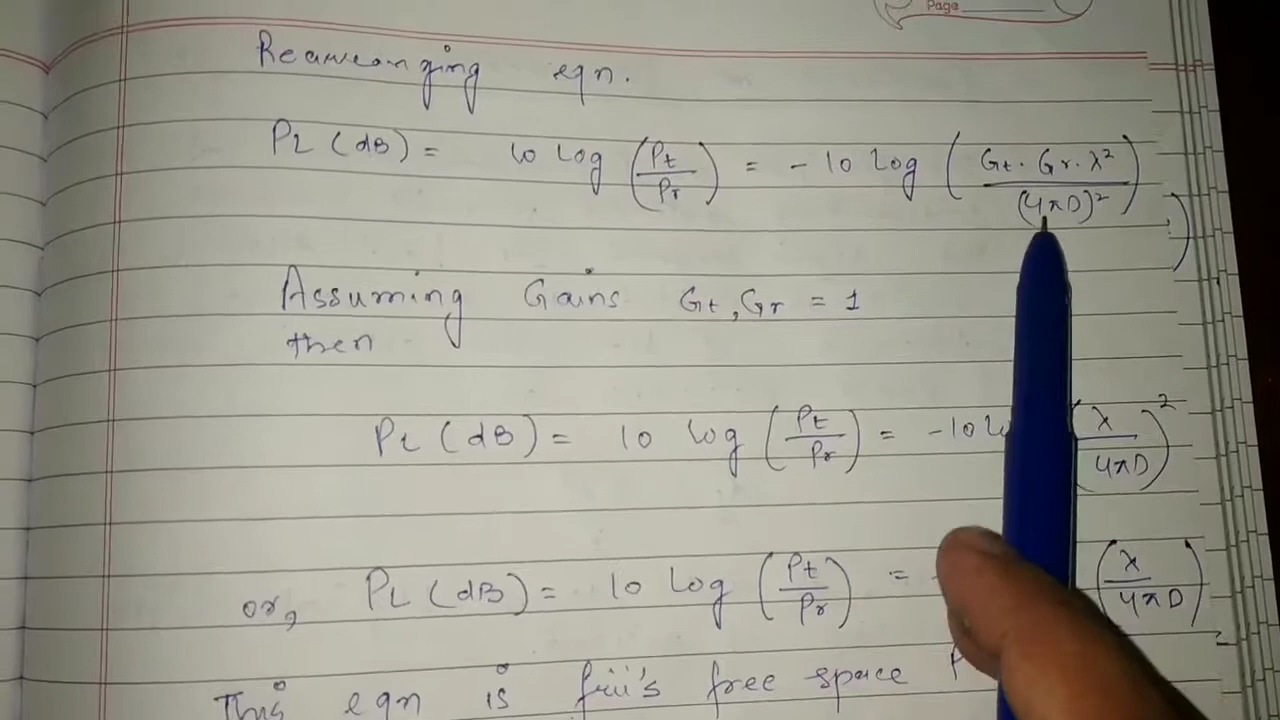 Page
Rearranging eqn.
PL (dB) = 10 log (Pt/Pr) = -10 log (Gt. Gr. λ²/(4πD)²)
Assuming Gains Gt, Gr = 1
then
PL (dB) = 10 log (Pt/Pr) = -10 (λ/4πD)²
or, PL (dB) = 10 log (Pt/Pr) = (λ/4πD)
This eqn is frii's free space